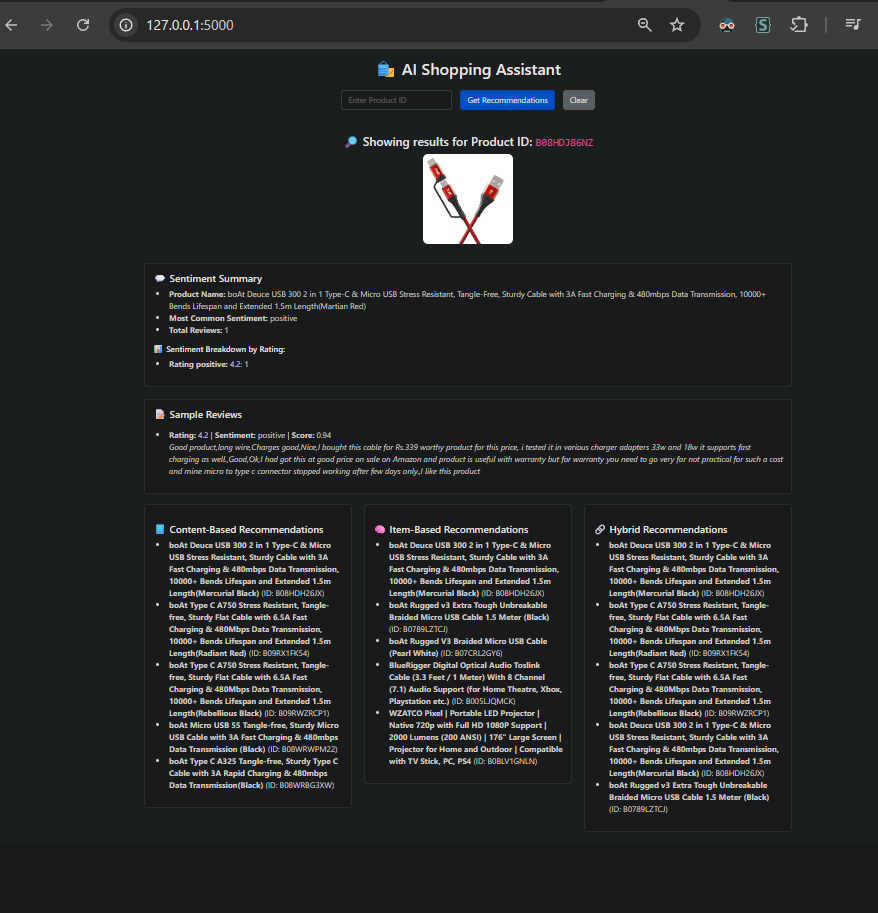 127.0.0.1:5000
AI Shopping Assistant
Enter Product ID
Get Recommendations
Clear
Showing results for Product ID: B08HDJ86NZ
Sentiment Summary
Product Name: boAt Deuce USB 300 2 in 1 Type-C & Micro USB Stress Resistant, Tangle-Free, Sturdy Cable with 3A Fast Charging & 480mbps Data Transmission, 10000+
Bends Lifespan and Extended 1.5m Length(Martian Red)
Most Common Sentiment: positive
Total Reviews: 1
Sentiment Breakdown by Rating:
Rating positive: 4.2: 1
Sample Reviews
Rating: 4.2 | Sentiment: positive | Score: 0.94
Good product,long wire,Charges good,Nice,I bought this cable for Rs.339 worthy product for this price, i tested it in various charger adapters 33w and 18w it supports fast
charging as well.,Good,Ok,I had got this at good price on sale on Amazon and product is useful with warranty but for warranty you need to go very far not practical for such a cost
and mine micro to type c connector stopped working after few days only.,I like this product
Content-Based Recommendations
boAt Deuce USB 300 2 in 1 Type-C & Micro
USB Stress Resistant, Sturdy Cable with 3A
Fast Charging & 480mbps Data Transmission,
10000+ Bends Lifespan and Extended 1.5m
Length(Mercurial Black) (ID: B08HDH26JX)
boAt Type C A750 Stress Resistant, Tangle-
free, Sturdy Flat Cable with 6.5A Fast
Charging & 480Mbps Data Transmission,
10000+ Bends Lifespan and Extended 1.5m
Length(Radiant Red) (ID: B09RX1FK54)
boAt Type C A750 Stress Resistant, Tangle-
free, Sturdy Flat Cable with 6.5A Fast
Charging & 480Mbps Data Transmission,
10000+ Bends Lifespan and Extended 1.5m
Length(Rebellious Black) (ID: B09RWZRCP1)
boAt Micro USB 55 Tangle-free, Sturdy Micro
USB Cable with 3A Fast Charging & 480mbps
Data Transmission (Black) (ID: B08WRWPM22)
boAt Type C A325 Tangle-free, Sturdy Type C
Cable with 3A Rapid Charging & 480mbps
Data Transmission(Black) (ID: B08WRBG3XW)
Item-Based Recommendations
boAt Deuce USB 300 2 in 1 Type-C & Micro
USB Stress Resistant, Sturdy Cable with 3A
Fast Charging & 480mbps Data Transmission,
10000+ Bends Lifespan and Extended 1.5m
Length(Mercurial Black) (ID: B08HDH26JX)
boAt Rugged v3 Extra Tough Unbreakable
Braided Micro USB Cable 1.5 Meter (Black)
(ID: B0789LZTCJ)
boAt Rugged V3 Braided Micro USB Cable
(Pearl White) (ID: B07CRL2GY6)
BlueRigger Digital Optical Audio Toslink
Cable (3.3 Feet / 1 Meter) With 8 Channel
(7.1) Audio Support (for Home Theatre, Xbox,
Playstation etc.) (ID: B005LJQMCK)
WZATCO Pixel | Portable LED Projector |
Native 720p with Full HD 1080P Support |
2000 Lumens (200 ANSI) | 176" Large Screen |
Projector for Home and Outdoor | Compatible
with TV Stick, PC, PS4 (ID: B0BLV1GNLN)
Hybrid Recommendations
boAt Deuce USB 300 2 in 1 Type-C & Micro
USB Stress Resistant, Sturdy Cable with 3A
Fast Charging & 480mbps Data Transmission,
10000+ Bends Lifespan and Extended 1.5m
Length(Mercurial Black) (ID: B08HDH26JX)
boAt Type C A750 Stress Resistant, Tangle-
free, Sturdy Flat Cable with 6.5A Fast
Charging & 480Mbps Data Transmission,
10000+ Bends Lifespan and Extended 1.5m
Length(Radiant Red) (ID: B09RX1FK54)
boAt Type C A750 Stress Resistant, Tangle-
free, Sturdy Flat Cable with 6.5A Fast
Charging & 480Mbps Data Transmission,
10000+ Bends Lifespan and Extended 1.5m
Length(Rebellious Black) (ID: B09RWZRCP1)
boAt Deuce USB 300 2 in 1 Type-C & Micro
USB Stress Resistant, Sturdy Cable with 3A
Fast Charging & 480mbps Data Transmission,
10000+ Bends Lifespan and Extended 1.5m
Length(Mercurial Black) (ID: B08HDH26JX)
boAt Rugged v3 Extra Tough Unbreakable
Braided Micro USB Cable 1.5 Meter (Black)
(ID: B0789LZTCJ)